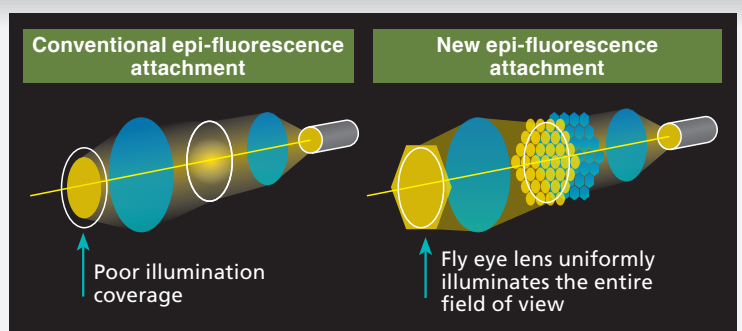 Conventional epi-fluorescence
attachment
New epi-fluorescence
attachment
Poor illumination
coverage
Fly eye lens uniformly
illuminates the entire
field of view